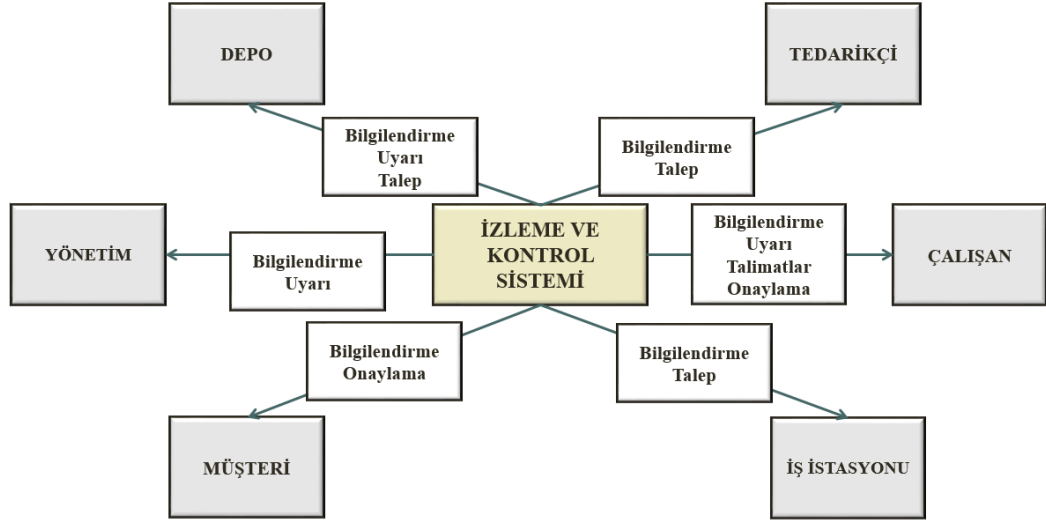 DEPO
TEDARİKÇİ
Bilgilendirme
Uyarı
Talep
Bilgilendirme
Talep
YÖNETİM
Bilgilendirme
Uyarı
İZLEME VE
KONTROL
SİSTEMİ
Bilgilendirme
Uyarı
Talimatlar
Onaylama
ÇALIŞAN
Bilgilendirme
Onaylama
Bilgilendirme
Talep
MÜŞTERİ
İŞ İSTASYONU